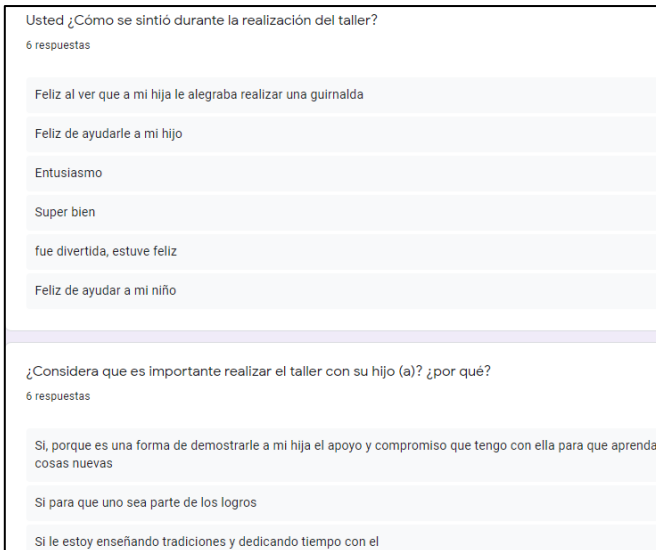 Usted ¿Cómo se sintió durante la realización del taller?
6 respuestas
Feliz al ver que a mi hija le alegraba realizar una guirnalda
Feliz de ayudarle a mi hijo
Entusiasmo
Super bien
fue divertida, estuve feliz
Feliz de ayudar a mi niño
¿Considera que es importante realizar el taller con su hijo (a)? ¿por qué?
6 respuestas
Si, porque es una forma de demostrarle a mi hija el apoyo y compromiso que tengo con ella para que aprenda
cosas nuevas
Si para que uno sea parte de los logros
Si le estoy enseñando tradiciones y dedicando tiempo con el